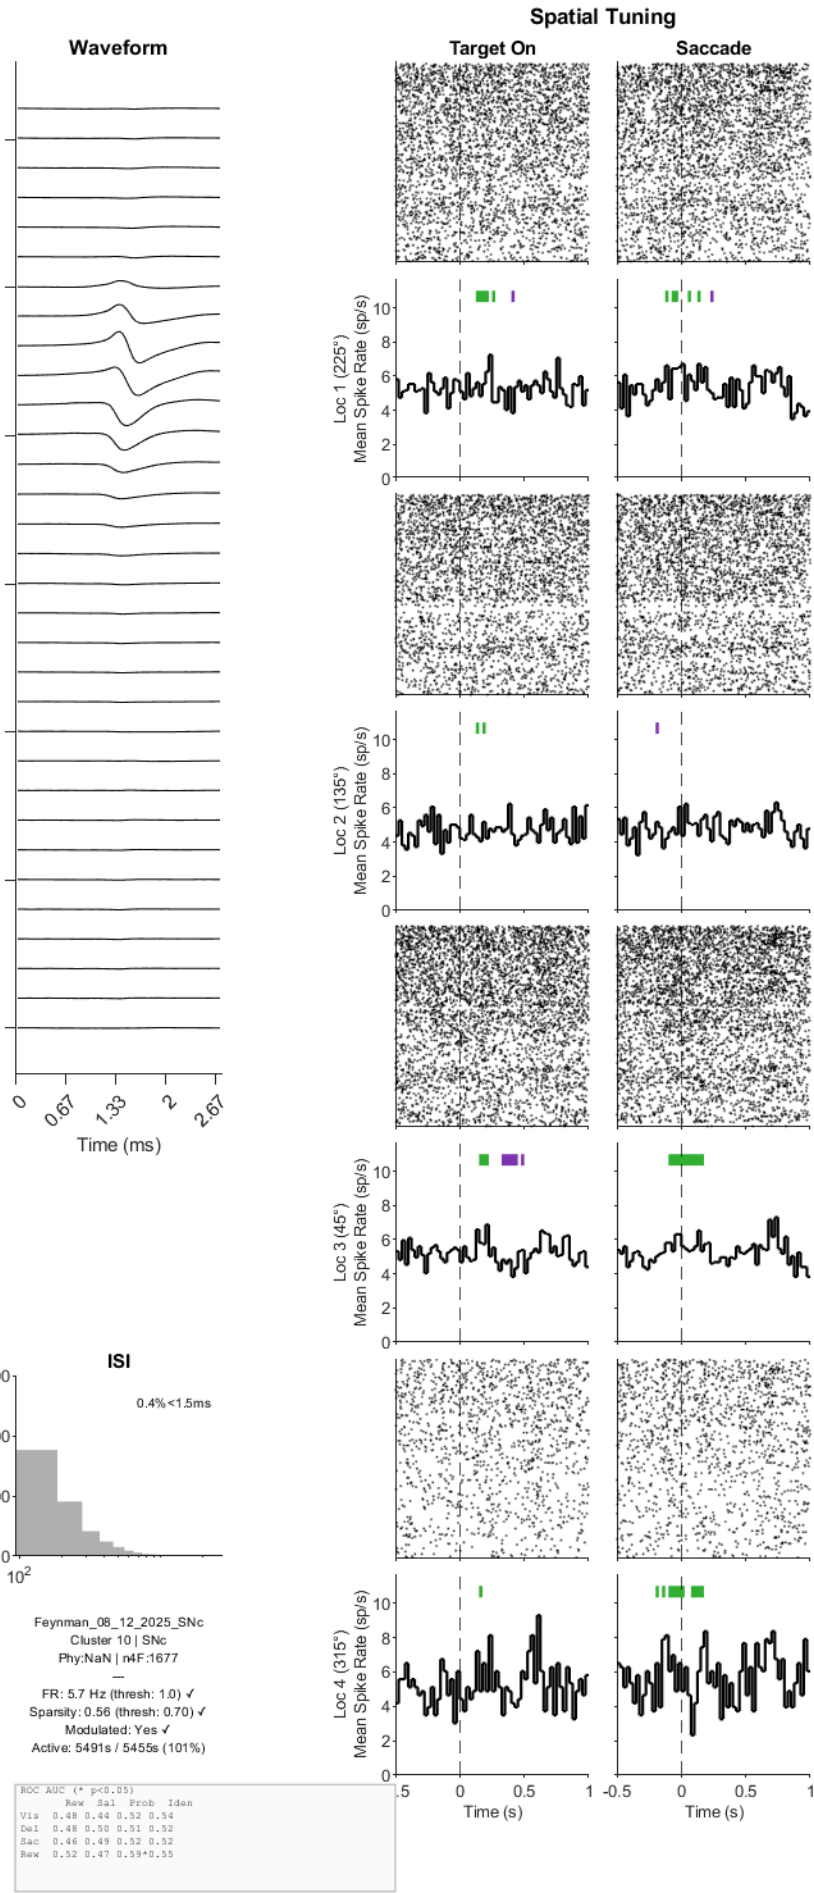 Spatial Tuning
Waveform
Target On
Saccade
10
8
6
4
2
0
Loc 1 (225°)
Mean Spike Rate (sp/s)
10
8
6
4
2
0
Loc 2 (135°)
Mean Spike Rate (sp/s)
0
0.67
1.33
2
2.67
Time (ms)
10
8
6
4
2
0
Loc 3 (45°)
Mean Spike Rate (sp/s)
ISI
0.4%<1.5ms
00
00
0
10²
10
8
6
4
2
0
Loc 4 (315°)
Mean Spike Rate (sp/s)
.5 0 1
Time (s)
-0.5 0 0.5 1
Time (s)
Feynman_08_12_2025_SNc
Cluster 10 | SNc
Phy:NaN | n4F:1677
---
FR: 5.7 Hz (thresh: 1.0) ✓
Sparsity: 0.56 (thresh: 0.70) ✓
Modulated: Yes ✓
Active: 5491s / 5455s (101%)
ROC AUC (* p<0.05)
Rew Sal Prob Iden
Vis 0.48 0.44 0.52 0.54
Del 0.48 0.50 0.51 0.52
Sac 0.46 0.49 0.52 0.52
Rew 0.52 0.47 0.59*0.55